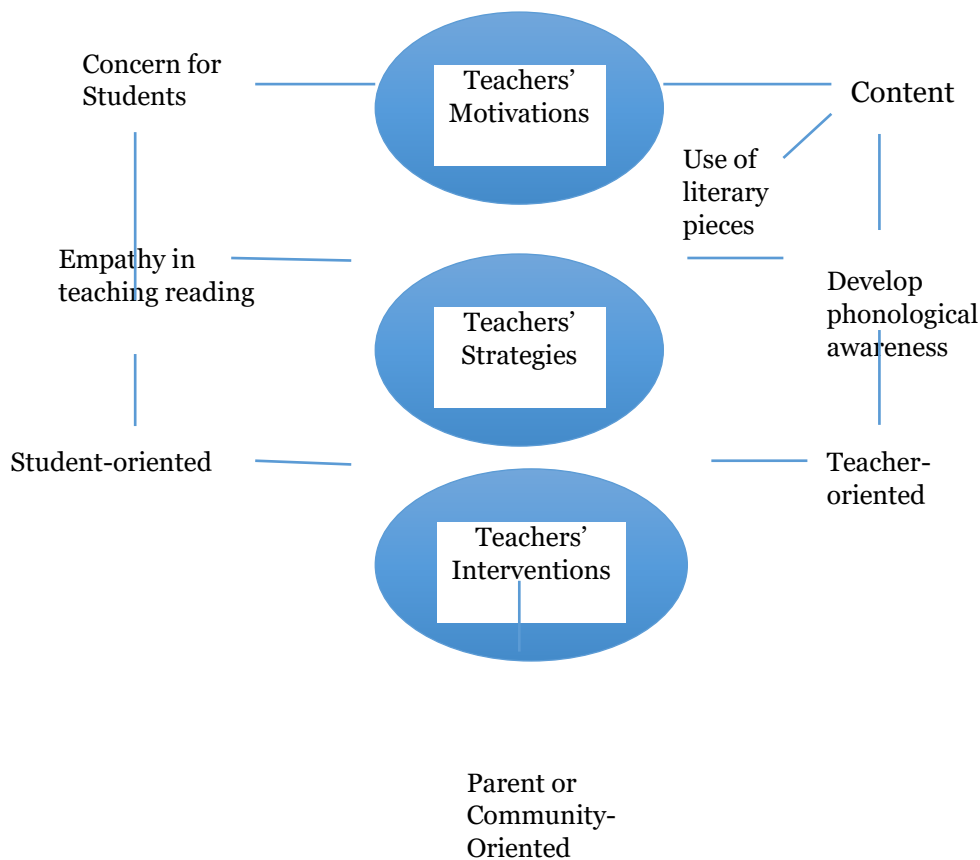 Concern for
Students
Teachers’
Motivations
Content
Use of
literary
pieces
Empathy in
teaching reading
Teachers’
Strategies
Develop
phonological
awareness
Student-oriented
Teacher-
oriented
Teachers’
Interventions
Parent or
Community-
Oriented